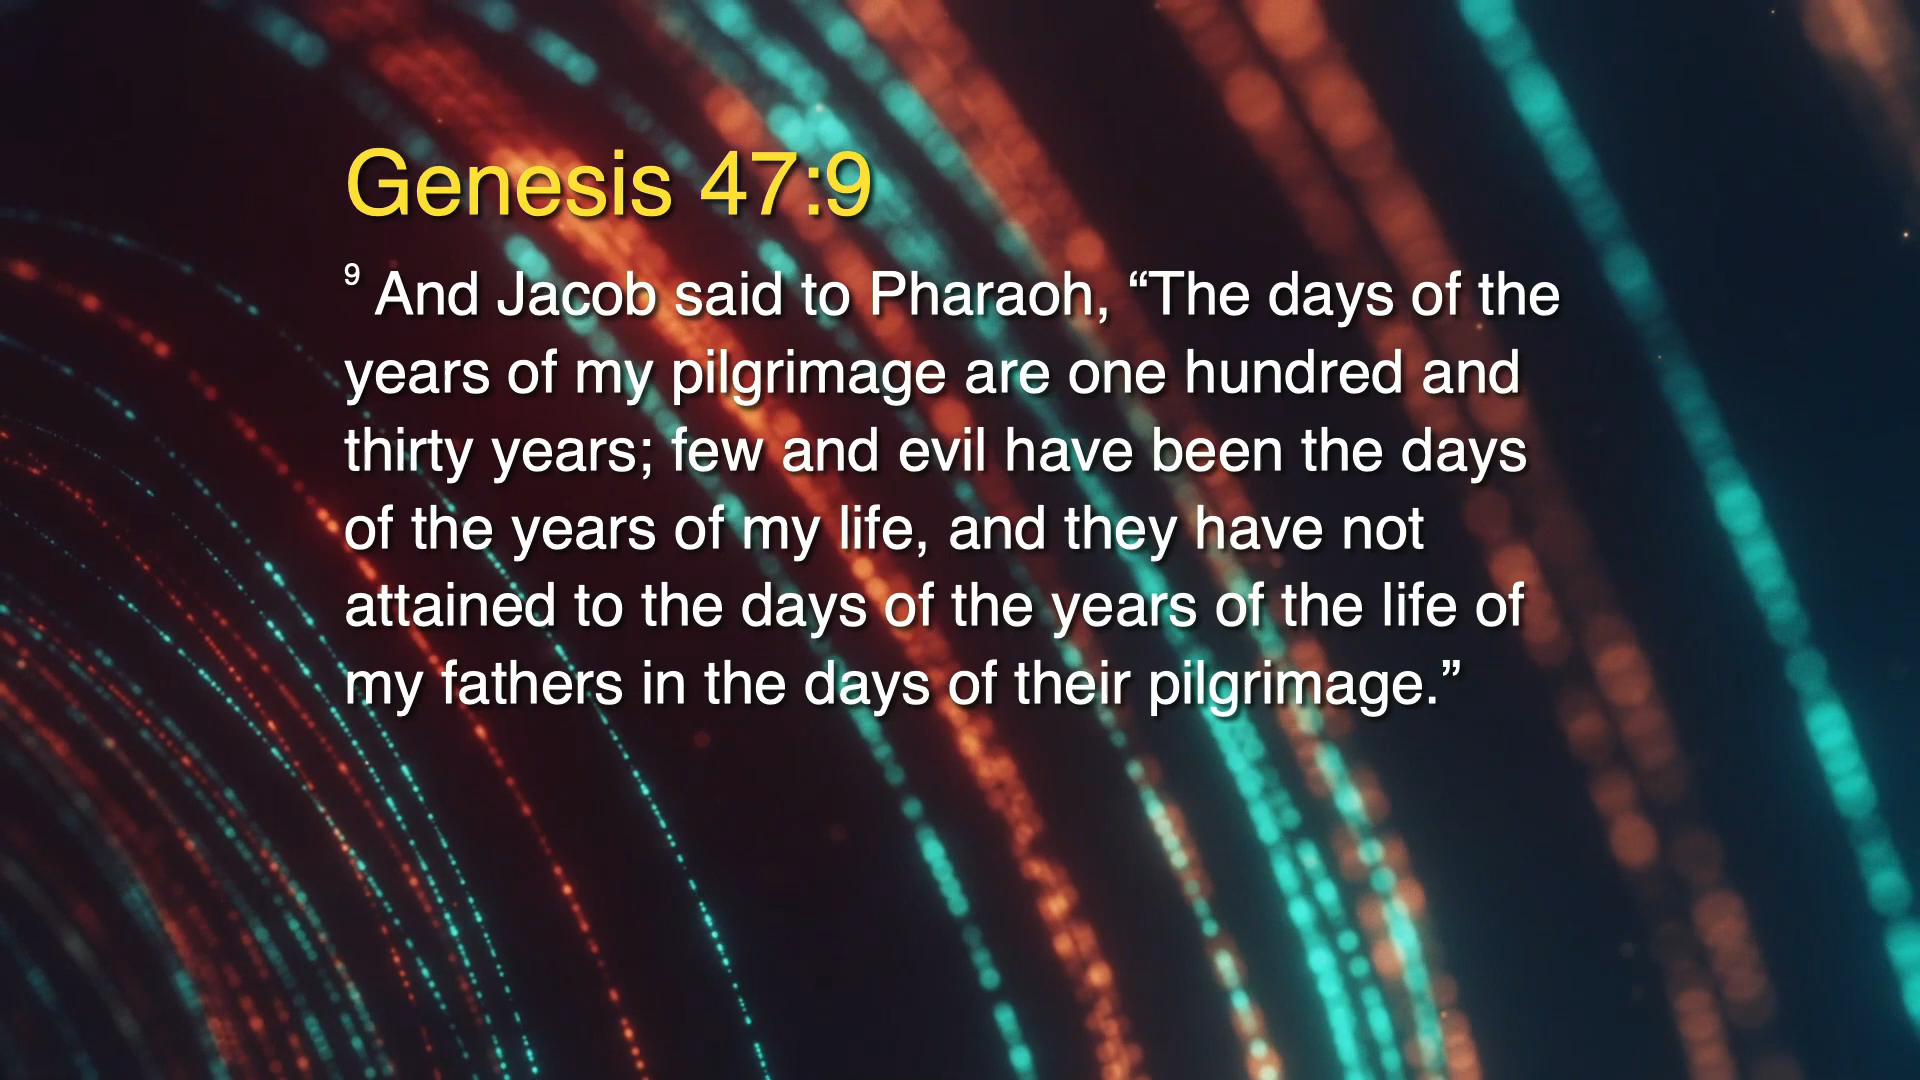 Genesis 47:9
9 And Jacob said to Pharaoh, “The days of the
years of my pilgrimage are one hundred and
thirty years; few and evil have been the days
of the years of my life, and they have not
attained to the days of the years of the life of
my fathers in the days of their pilgrimage.”